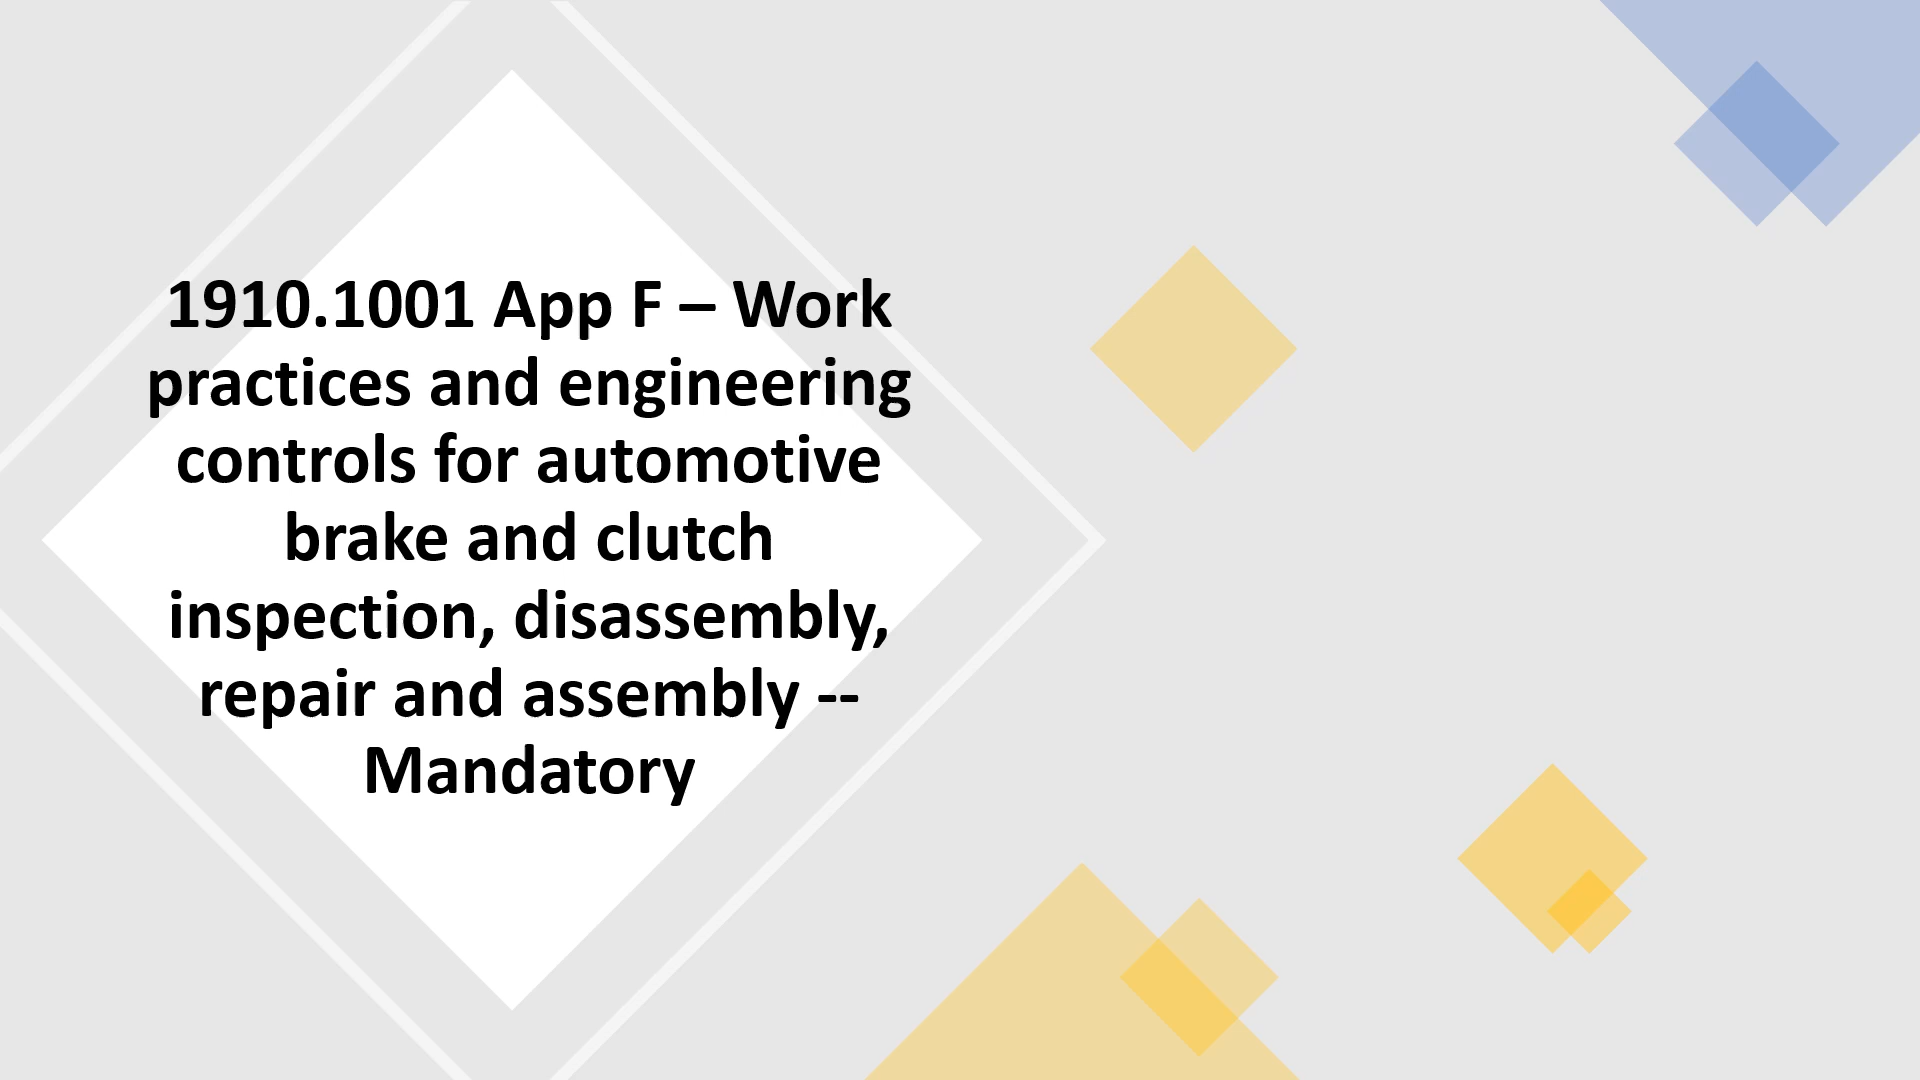 1910.1001 App F – Work
practices and engineering
controls for automotive
brake and clutch
inspection, disassembly,
repair and assembly --
Mandatory